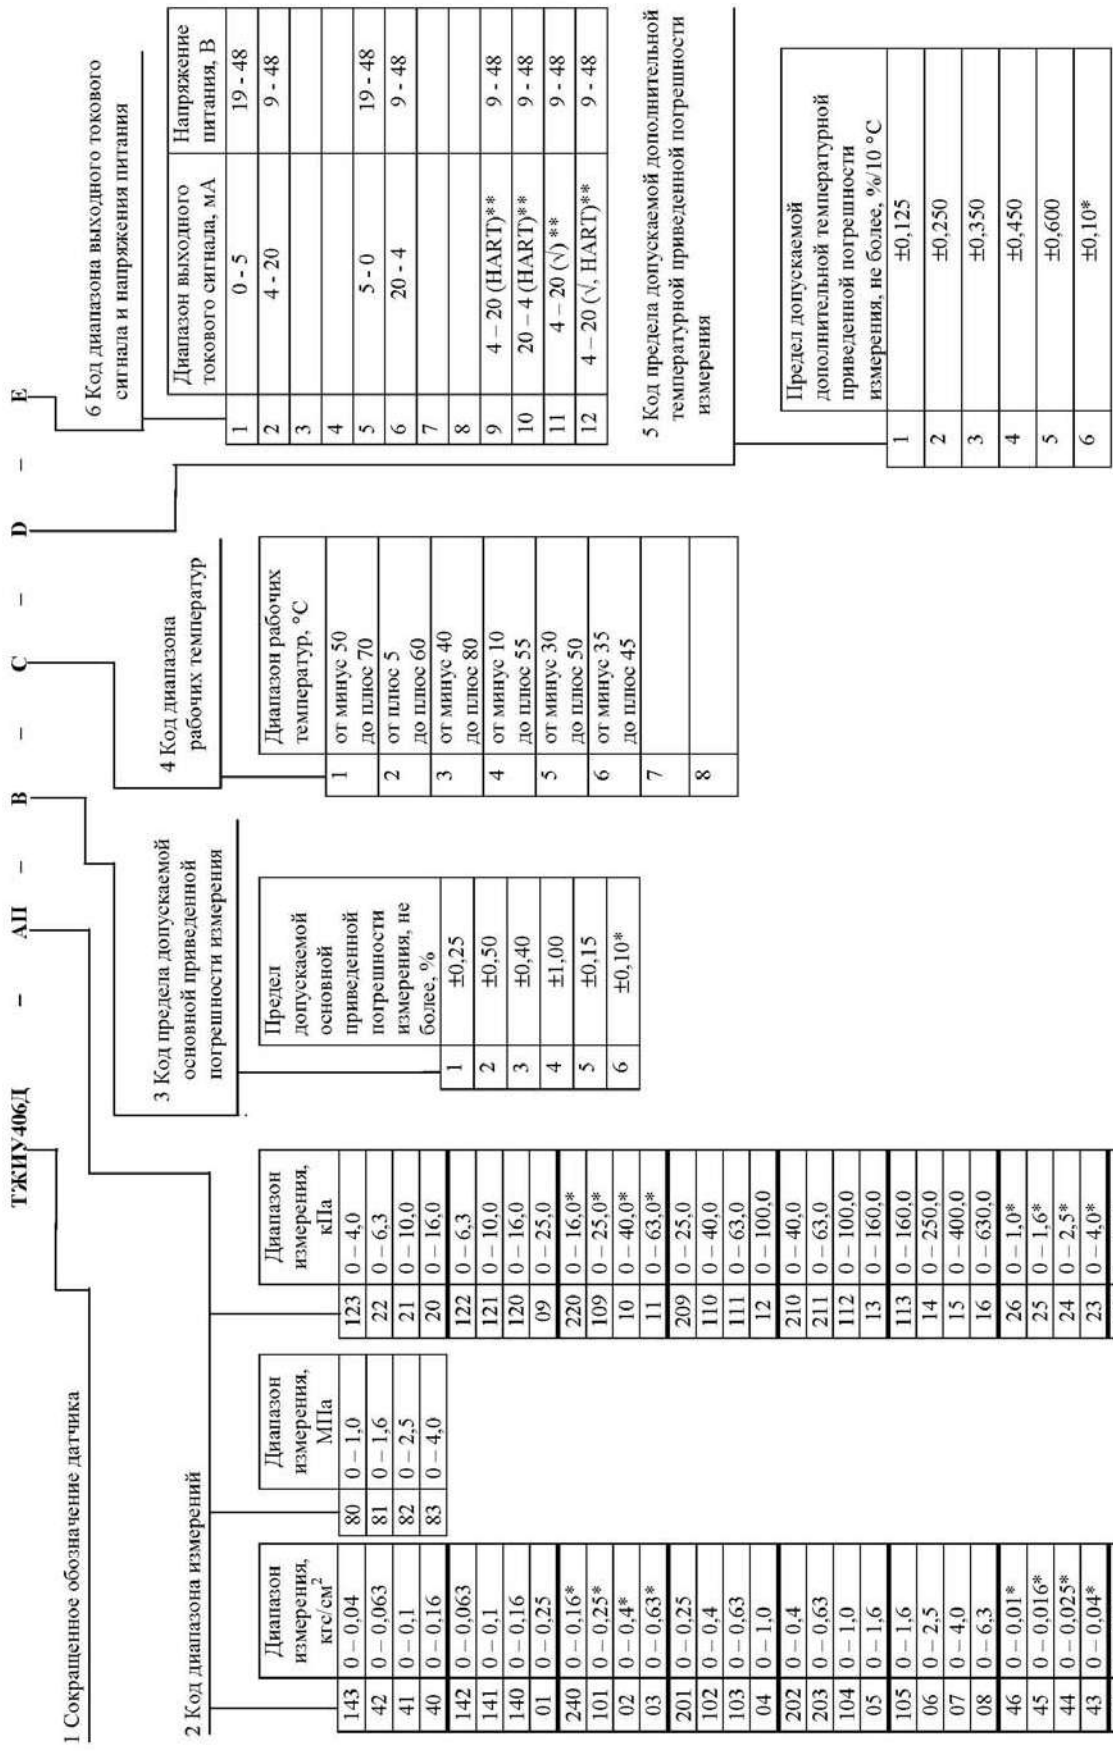 ТЖИУ406Д – АП – В – С – D – Е
1 Сокращенное обозначение датчика
2 Код диапазона измерений
Диапазон
измерения,
кгс/см²
143 0 – 0,04
42 0 – 0,063
41 0 – 0,1
40 0 – 0,16
142 0 – 0,063
141 0 – 0,1
140 0 – 0,16
01 0 – 0,25
240 0 – 0,16*
101 0 – 0,25*
02 0 – 0,4*
03 0 – 0,63*
201 0 – 0,25
102 0 – 0,4
103 0 – 0,63
04 0 – 1,0
202 0 – 0,4
203 0 – 0,63
104 0 – 1,0
05 0 – 1,6
105 0 – 1,6
06 0 – 2,5
07 0 – 4,0
08 0 – 6,3
46 0 – 0,01*
45 0 – 0,016*
44 0 – 0,025*
43 0 – 0,04*
Диапазон
измерения,
МПа
80 0 – 1,0
81 0 – 1,6
82 0 – 2,5
83 0 – 4,0
Диапазон
измерения,
кПа
123 0 – 4,0
22 0 – 6,3
21 0 – 10,0
20 0 – 16,0
122 0 – 6,3
121 0 – 10,0
120 0 – 16,0
09 0 – 25,0
220 0 – 16,0*
109 0 – 25,0*
10 0 – 40,0*
11 0 – 63,0*
209 0 – 25,0
110 0 – 40,0
111 0 – 63,0
12 0 – 100,0
210 0 – 40,0
211 0 – 63,0
112 0 – 100,0
13 0 – 160,0
113 0 – 160,0
14 0 – 250,0
15 0 – 400,0
16 0 – 630,0
26 0 – 1,0*
25 0 – 1,6*
24 0 – 2,5*
23 0 – 4,0*
3 Код предела допускаемой
основной приведенной
погрешности измерения
Предел
допускаемой
основной
приведенной
погрешности
измерения, не
более, %
1 ±0,25
2 ±0,50
3 ±0,40
4 ±1,00
5 ±0,15
6 ±0,10*
4 Код диапазона
рабочих температур
Диапазон рабочих
температур, °С
1 от минус 50
до плюс 70
2 от плюс 5
до плюс 60
3 от минус 40
до плюс 80
4 от минус 10
до плюс 55
5 от минус 30
до плюс 50
6 от минус 35
до плюс 45
7
8
6 Код диапазона выходного токового
сигнала и напряжения питания
Диапазон выходного
токового сигнала, мА
Напряжение
питания, В
1 0 - 5 19 - 48
2 4 - 20 9 - 48
3
4
5 5 - 0 19 - 48
6 20 - 4 9 - 48
7
8
9 4 – 20 (HART)** 9 - 48
10 20 – 4 (HART)** 9 - 48
11 4 – 20 (√) ** 9 - 48
12 4 – 20 (√, HART)** 9 - 48
5 Код предела допускаемой дополнительной
температурной приведенной погрешности
измерения
Предел допускаемой
дополнительной температурной
приведенной погрешности
измерения, не более, %/10 °С
1 ±0,125
2 ±0,250
3 ±0,350
4 ±0,450
5 ±0,600
6 ±0,10*